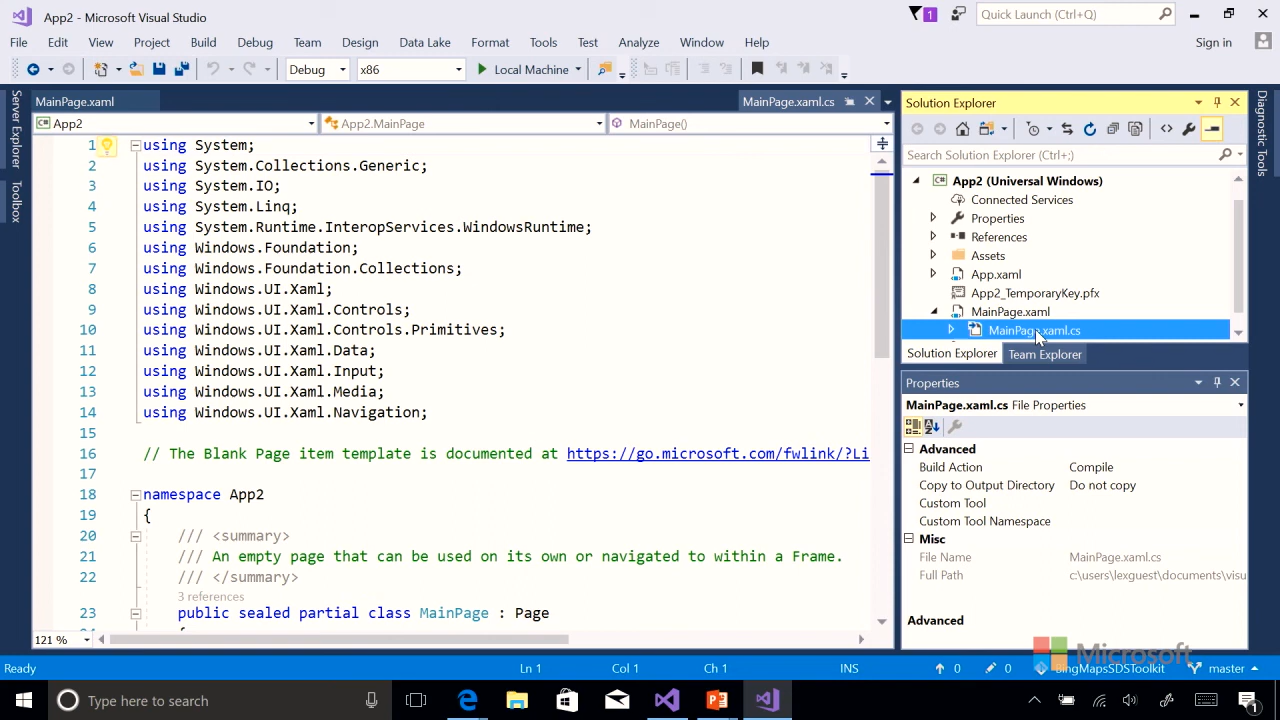 App2 - Microsoft Visual Studio
1
Quick Launch (Ctrl+Q)
File Edit View Project Build Debug Team Design Data Lake Format Tools Test Analyze Window Help
Sign in
Debug x86 Local Machine
Server Explorer
Toolbox
MainPage.xaml MainPage.xaml.cs
App2 App2.MainPage MainPage()
1 using System;
2 using System.Collections.Generic;
3 using System.IO;
4 using System.Linq;
5 using System.Runtime.InteropServices.WindowsRuntime;
6 using Windows.Foundation;
7 using Windows.Foundation.Collections;
8 using Windows.UI.Xaml;
9 using Windows.UI.Xaml.Controls;
10 using Windows.UI.Xaml.Controls.Primitives;
11 using Windows.UI.Xaml.Data;
12 using Windows.UI.Xaml.Input;
13 using Windows.UI.Xaml.Media;
14 using Windows.UI.Xaml.Navigation;
15
16 // The Blank Page item template is documented at https://go.microsoft.com/fwlink/?Li
17
18 namespace App2
19 {
20 /// <summary>
21 /// An empty page that can be used on its own or navigated to within a Frame.
22 /// </summary>
3 references
23 public sealed partial class MainPage : Page
121 %
Solution Explorer
Search Solution Explorer (Ctrl+;)
C# App2 (Universal Windows)
Connected Services
Properties
References
Assets
App.xaml
App2_TemporaryKey.pfx
MainPage.xaml
MainPage.xaml.cs
Solution Explorer Team Explorer
Properties
MainPage.xaml.cs File Properties
Advanced
Build Action Compile
Copy to Output Directory Do not copy
Custom Tool
Custom Tool Namespace
Misc
File Name MainPage.xaml.cs
Full Path c:\users\lexguest\documents\visu
Advanced
Microsoft
Diagnostic Tools
Ready Ln 1 Col 1 Ch 1 INS 0 0 BingMapsSDSToolkit master
Type here to search
1